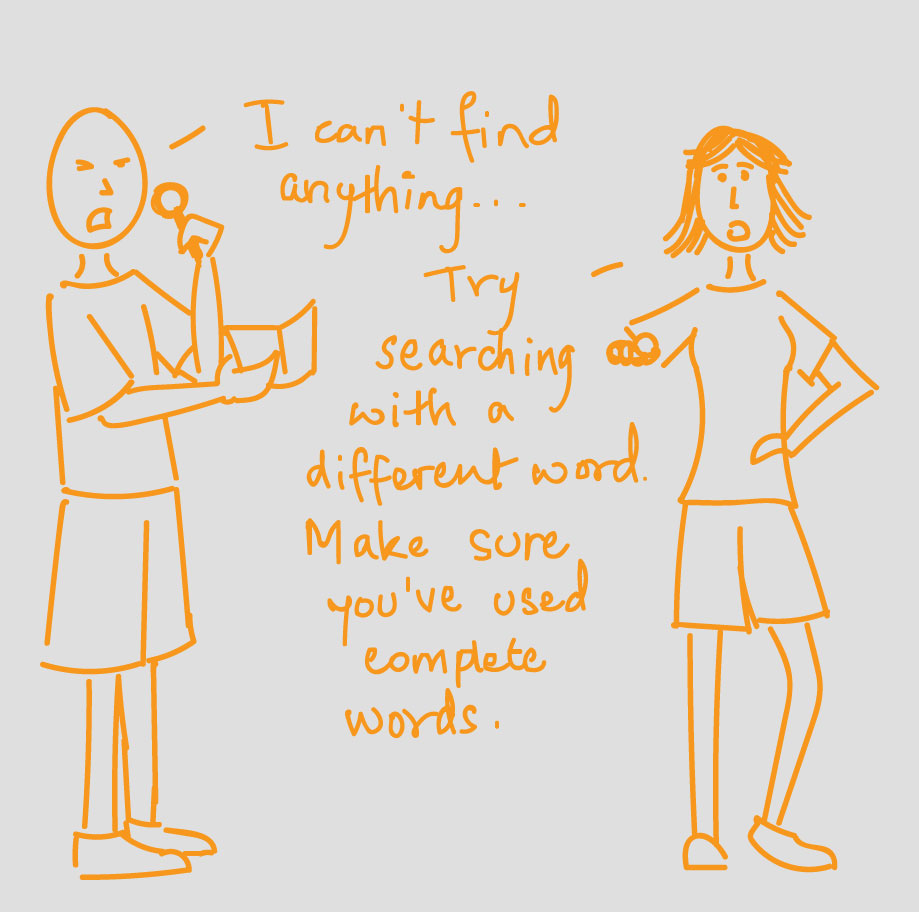 I can't find
anything...
Try
searching
with a
different word.
Make sure
you've used
complete
words.